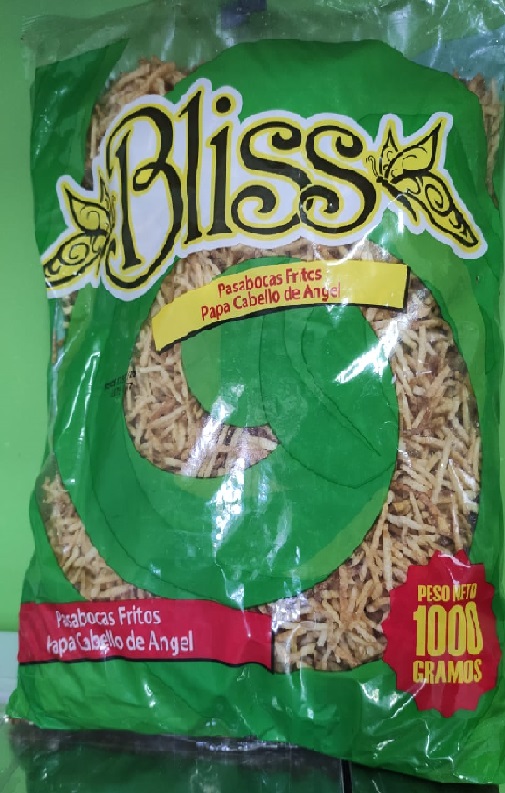 Bliss
Pasabocas Fritos
Papa Cabello de Angel
Pasabocas Fritos
Papa Cabello de Angel
PESO NETO
1000
GRAMOS